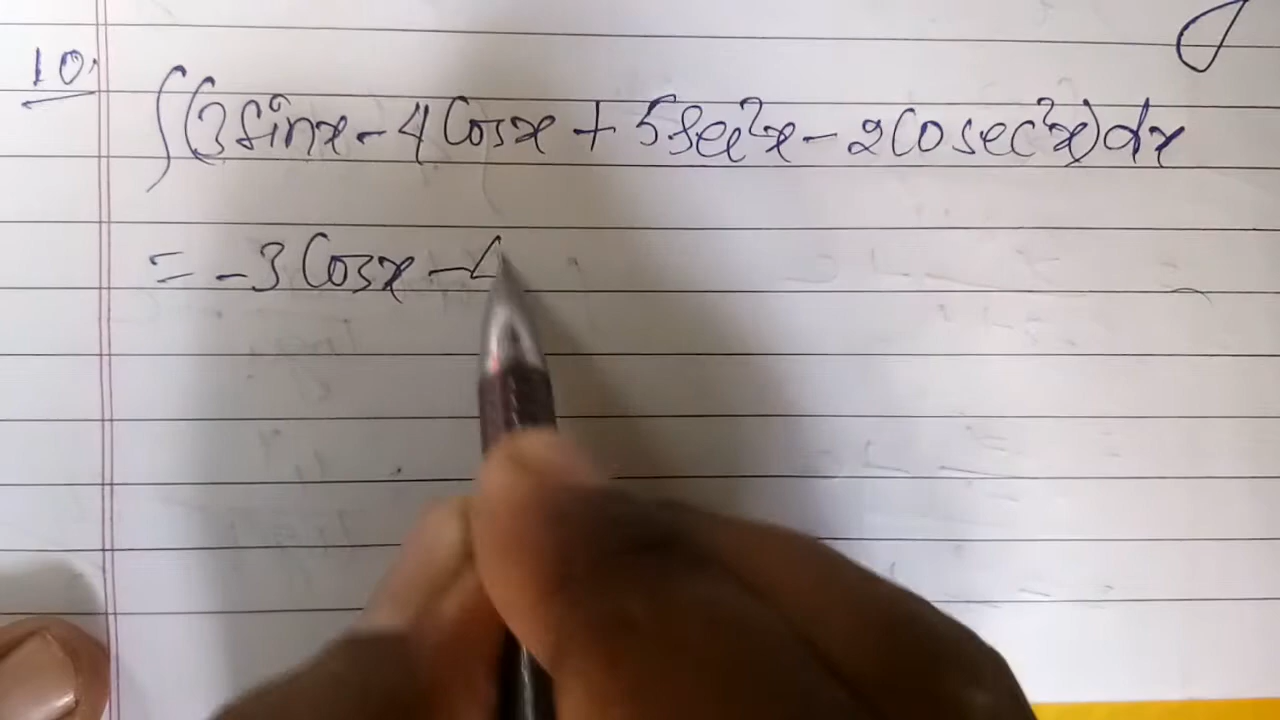 10.
∫(3sinx - 4Cosx + 5sec²x - 2Cosec²x)dx
= -3Cosx - 4